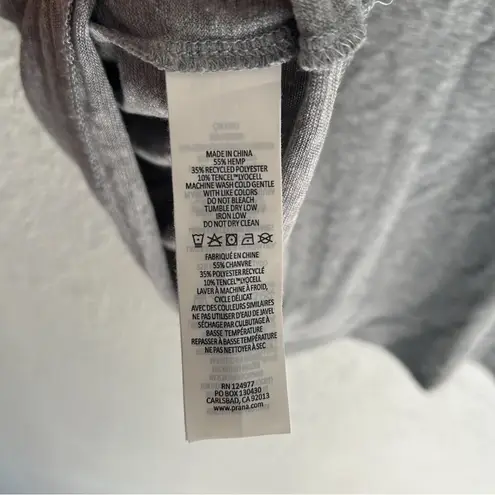 MADE IN CHINA
55% HEMP
35% RECYCLED POLYESTER
10% TENCEL™LYOCELL
MACHINE WASH COLD GENTLE
WITH LIKE COLORS
DO NOT BLEACH
TUMBLE DRY LOW
IRON LOW
DO NOT DRY CLEAN
FABRIQUÉ EN CHINE
55% CHANVRE
35% POLYESTER RECYCLÉ
10% TENCEL™LYOCELL
LAVER À MACHINE À FROID,
CYCLE DÉLICAT
AVEC DES COULEURS SIMILAIRES
NE PAS UTILISER D'EAU DE JAVEL
SÉCHAGE PAR CULBUTAGE À
BASSE TEMPÉRATURE
REPASSER À BASSE TEMPÉRATURE
NE PAS NETTOYER À SEC
RN 124977
PO BOX 130430
CARLSBAD, CA 92013
www.prana.com